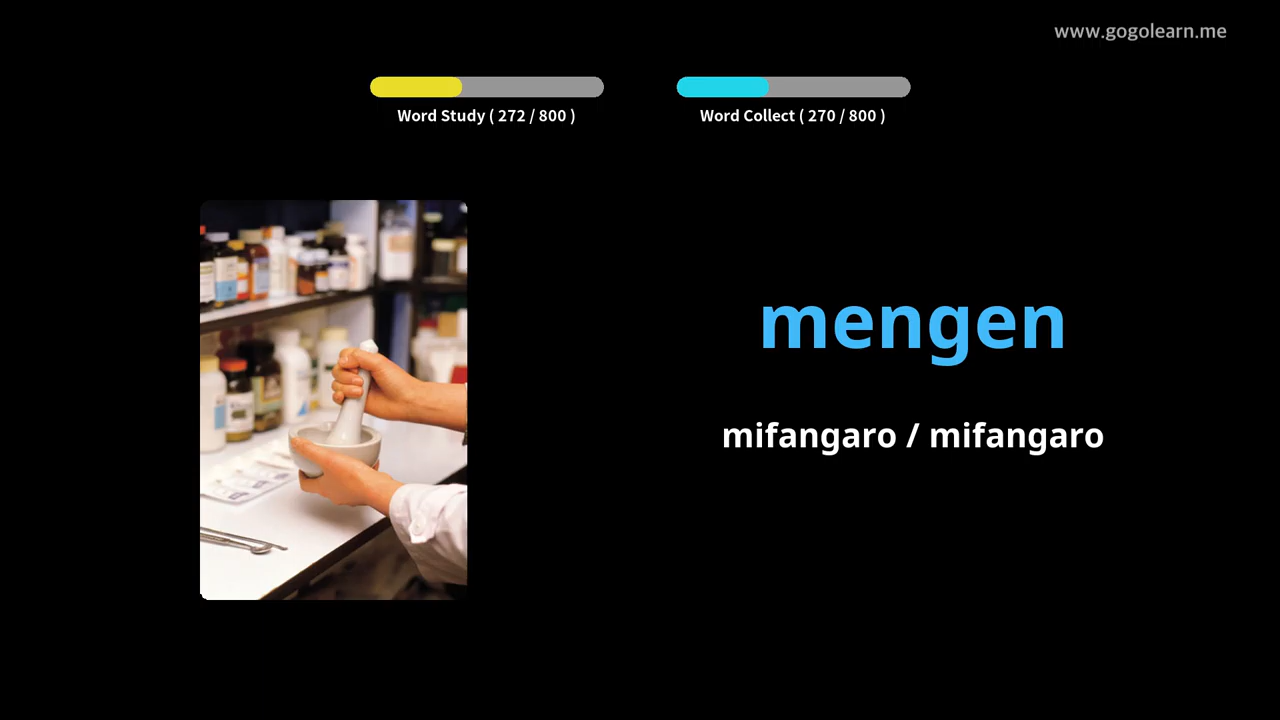 www.gogolearn.me
Word Study ( 272 / 800 )
Word Collect ( 270 / 800 )
mengen
mifangaro / mifangaro